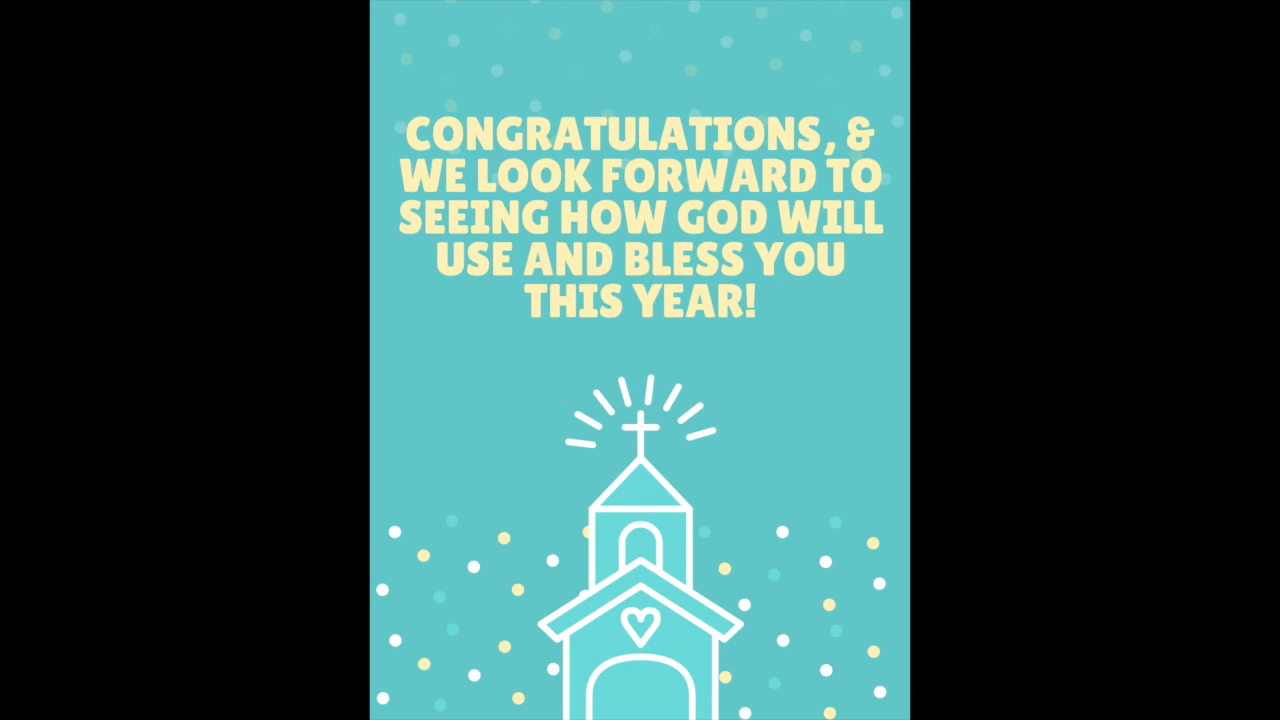 CONGRATULATIONS, &
WE LOOK FORWARD TO
SEEING HOW GOD WILL
USE AND BLESS YOU
THIS YEAR!